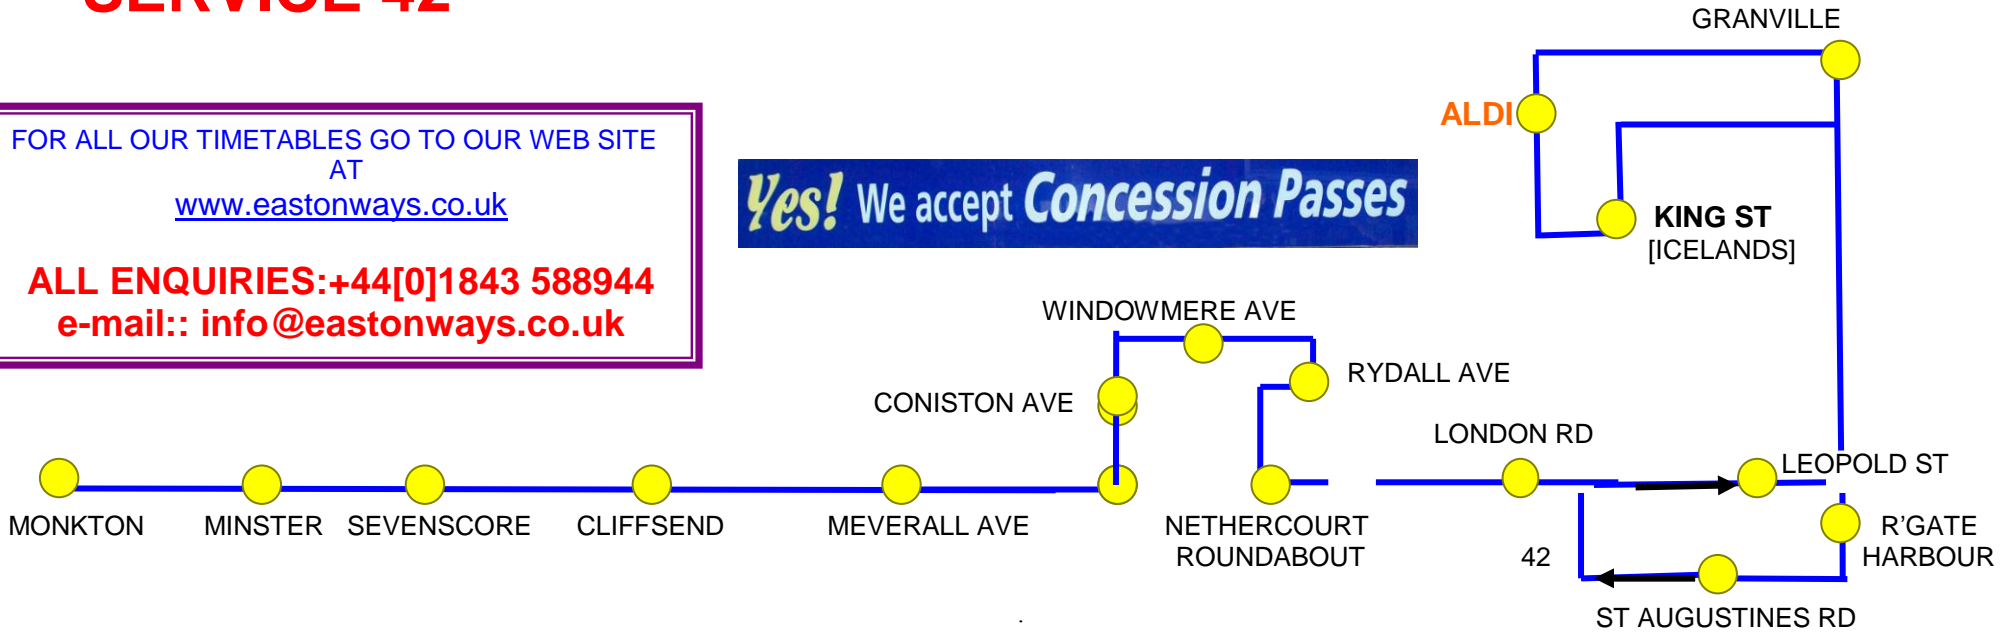 SERVICE 42
GRANVILLE
FOR ALL OUR TIMETABLES GO TO OUR WEB SITE
AT
www.eastonways.co.uk
ALL ENQUIRIES:+44[0]1843 588944
e-mail:: info@eastonways.co.uk
Yes! We accept Concession Passes
ALDI
KING ST
[ICELANDS]
WINDOWMERE AVE
RYDALL AVE
CONISTON AVE
LONDON RD
LEOPOLD ST
MONKTON
MINSTER
SEVENSCORE
CLIFFSEND
MEVERALL AVE
NETHERCOURT
ROUNDABOUT
42
R'GATE
HARBOUR
ST AUGUSTINES RD